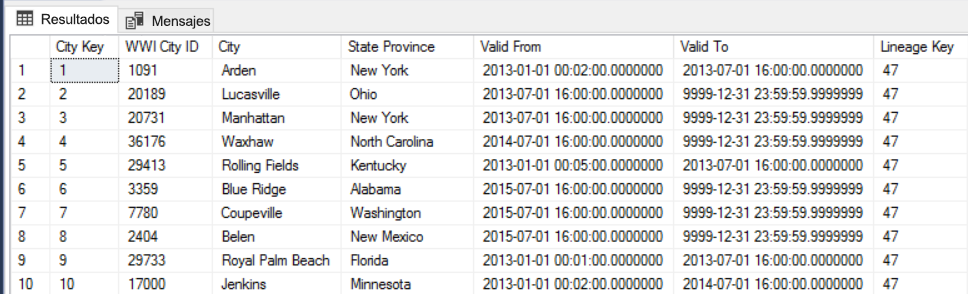 Resultados Mensajes
City Key WWI City ID City State Province Valid From Valid To Lineage Key
1 1 1091 Arden New York 2013-01-01 00:02:00.0000000 2013-07-01 16:00:00.0000000 47
2 2 20189 Lucasville Ohio 2013-07-01 16:00:00.0000000 9999-12-31 23:59:59.9999999 47
3 3 20731 Manhattan New York 2013-07-01 16:00:00.0000000 9999-12-31 23:59:59.9999999 47
4 4 36176 Waxhaw North Carolina 2014-07-01 16:00:00.0000000 9999-12-31 23:59:59.9999999 47
5 5 29413 Rolling Fields Kentucky 2013-01-01 00:05:00.0000000 2013-07-01 16:00:00.0000000 47
6 6 3359 Blue Ridge Alabama 2015-07-01 16:00:00.0000000 9999-12-31 23:59:59.9999999 47
7 7 7780 Coupeville Washington 2015-07-01 16:00:00.0000000 9999-12-31 23:59:59.9999999 47
8 8 2404 Belen New Mexico 2015-07-01 16:00:00.0000000 9999-12-31 23:59:59.9999999 47
9 9 29733 Royal Palm Beach Florida 2013-01-01 00:01:00.0000000 2013-07-01 16:00:00.0000000 47
10 10 17000 Jenkins Minnesota 2013-01-01 00:02:00.0000000 2014-07-01 16:00:00.0000000 47